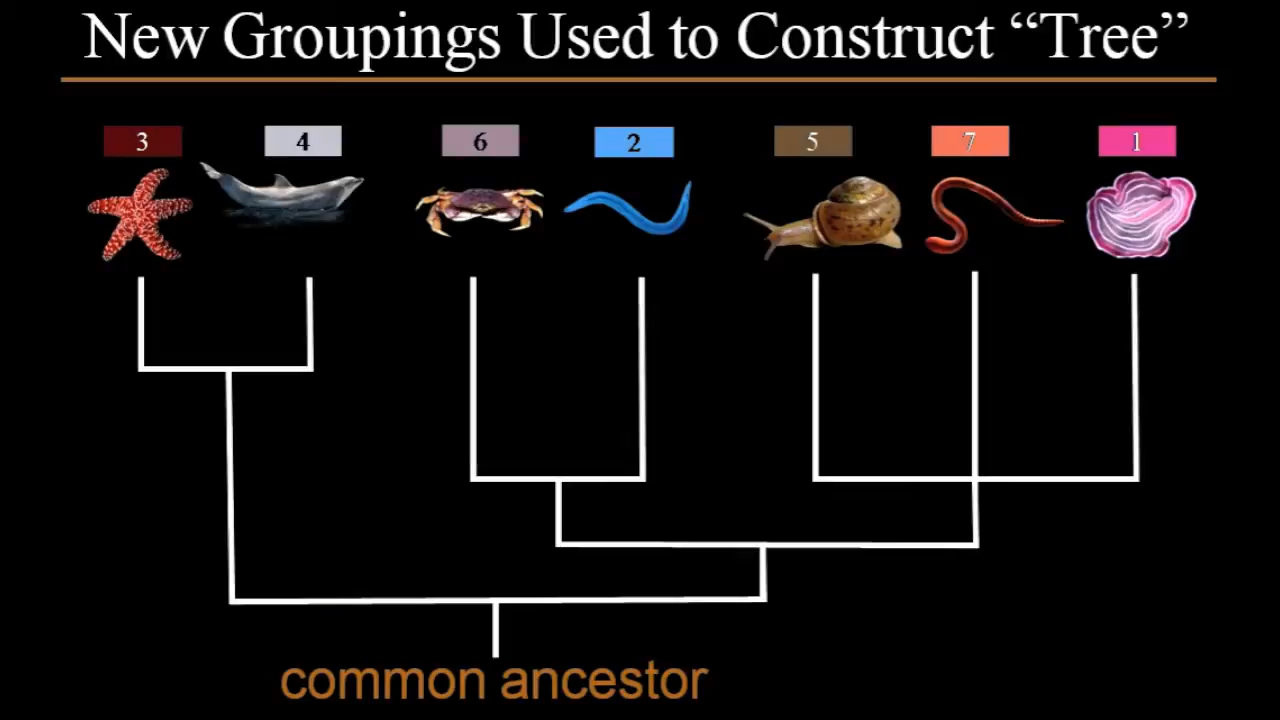 New Groupings Used to Construct “Tree”
3 4 6 2 5 7 1
common ancestor